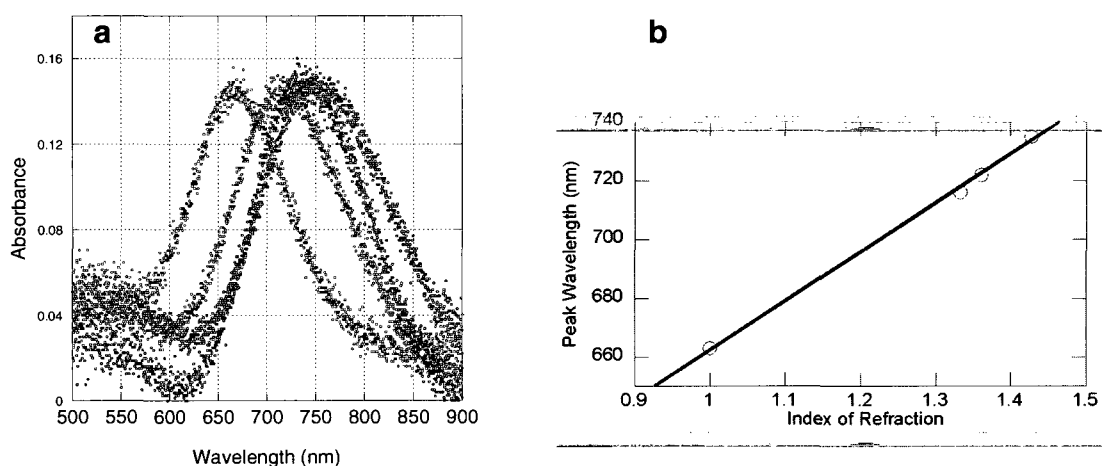 a
0.16
0.12
0.08
0.04
0
500 550 600 650 700 750 800 850 900
Absorbance
Wavelength (nm)
b
740
720
700
680
660
0.9 1 1.1 1.2 1.3 1.4 1.5
Peak Wavelength (nm)
Index of Refraction